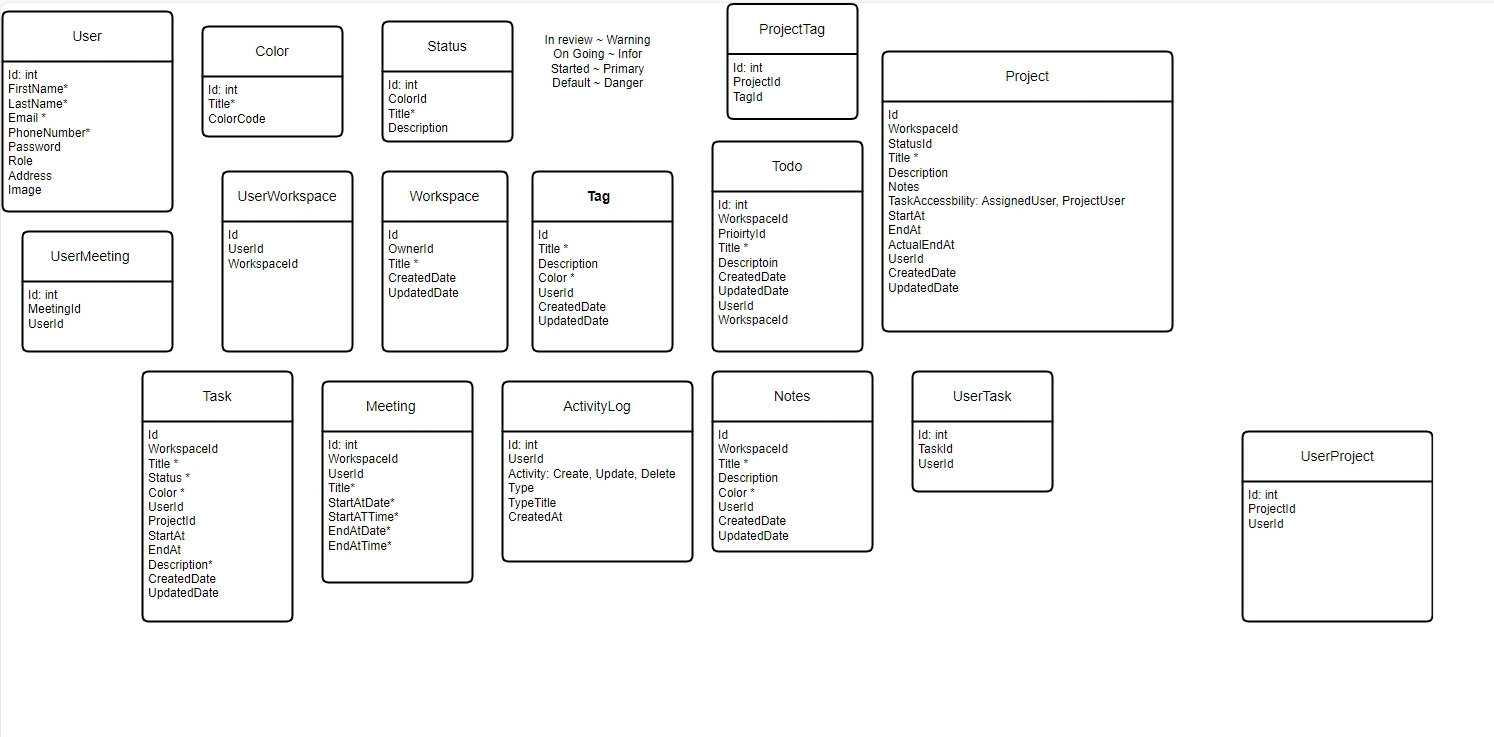 User
Id: int
FirstName*
LastName*
Email *
PhoneNumber*
Password
Role
Address
Image
Color
Id: int
Title*
ColorCode
Status
Id: int
ColorId
Title*
Description
In review ~ Warning
On Going ~ Infor
Started ~ Primary
Default ~ Danger
ProjectTag
Id: int
ProjectId
TagId
Project
Id
WorkspaceId
StatusId
Title *
Description
Notes
TaskAccessbility: AssignedUser, ProjectUser
StartAt
EndAt
ActualEndAt
UserId
CreatedDate
UpdatedDate
UserMeeting
Id: int
MeetingId
UserId
UserWorkspace
Id
UserId
WorkspaceId
Workspace
Id
OwnerId
Title *
CreatedDate
UpdatedDate
Tag
Id
Title *
Description
Color *
UserId
CreatedDate
UpdatedDate
Todo
Id: int
WorkspaceId
PrioirtyId
Title *
Descriptoin
CreatedDate
UpdatedDate
UserId
WorkspaceId
Task
Id
WorkspaceId
Title *
Status *
Color *
UserId
ProjectId
StartAt
EndAt
Description*
CreatedDate
UpdatedDate
Meeting
Id: int
WorkspaceId
UserId
Title*
StartAtDate*
StartATTime*
EndAtDate*
EndAtTime*
ActivityLog
Id: int
UserId
Activity: Create, Update, Delete
Type
TypeTitle
CreatedAt
Notes
Id
WorkspaceId
Title *
Description
Color *
UserId
CreatedDate
UpdatedDate
UserTask
Id: int
TaskId
UserId
UserProject
Id: int
ProjectId
UserId